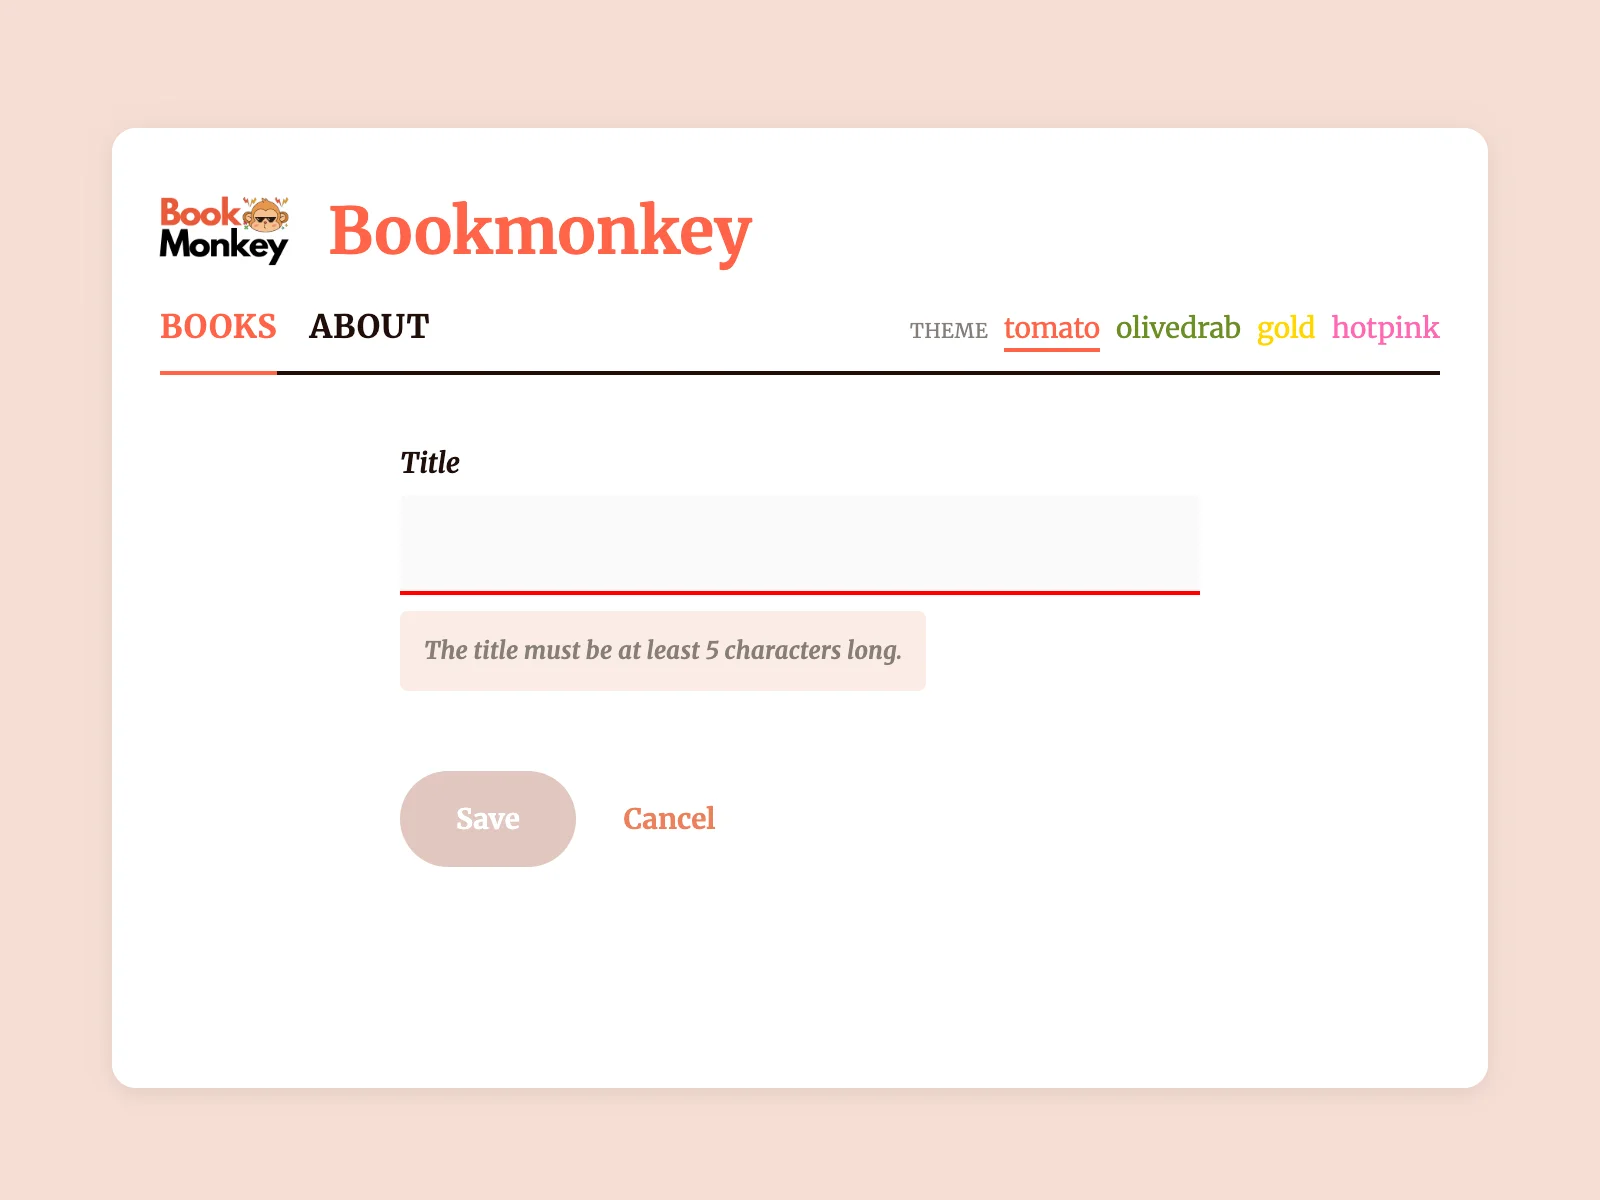 Book
Monkey
Bookmonkey
BOOKS ABOUT
THEME tomato olivedrab gold hotpink
Title
The title must be at least 5 characters long.
Save Cancel